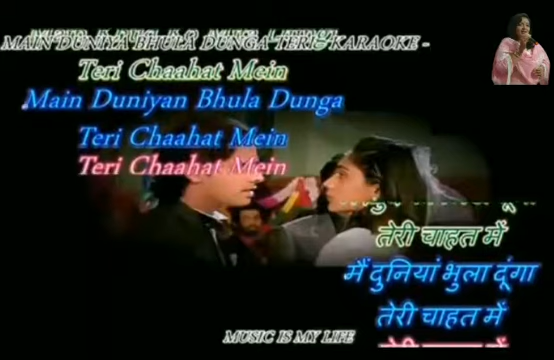 MAIN DUNIYA BHULA DUNGA TERI KARAOKE -
Teri Chaahat Mein
Main Duniyan Bhula Dunga
Teri Chaahat Mein
Teri Chaahat Mein
तेरी चाहत में
मैं दुनियां भुला दूंगा
तेरी चाहत में
MUSIC IS MY LIFE